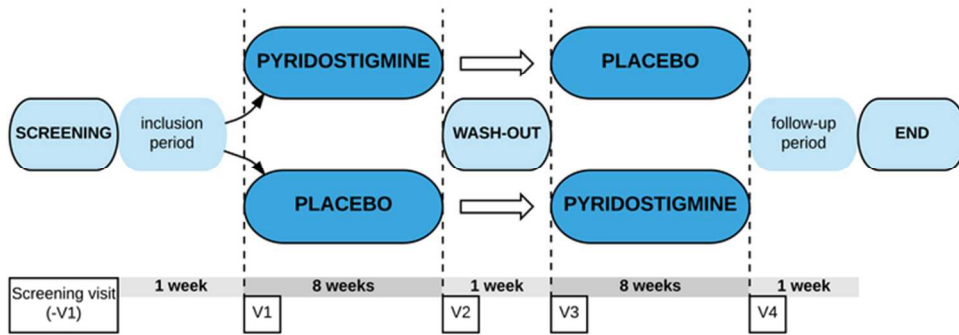 PYRIDOSTIGMINE
PLACEBO
SCREENING
inclusion
period
WASH-OUT
follow-up
period
END
PLACEBO
PYRIDOSTIGMINE
Screening visit
(-V1)
1 week
8 weeks
1 week
8 weeks
1 week
V1
V2
V3
V4